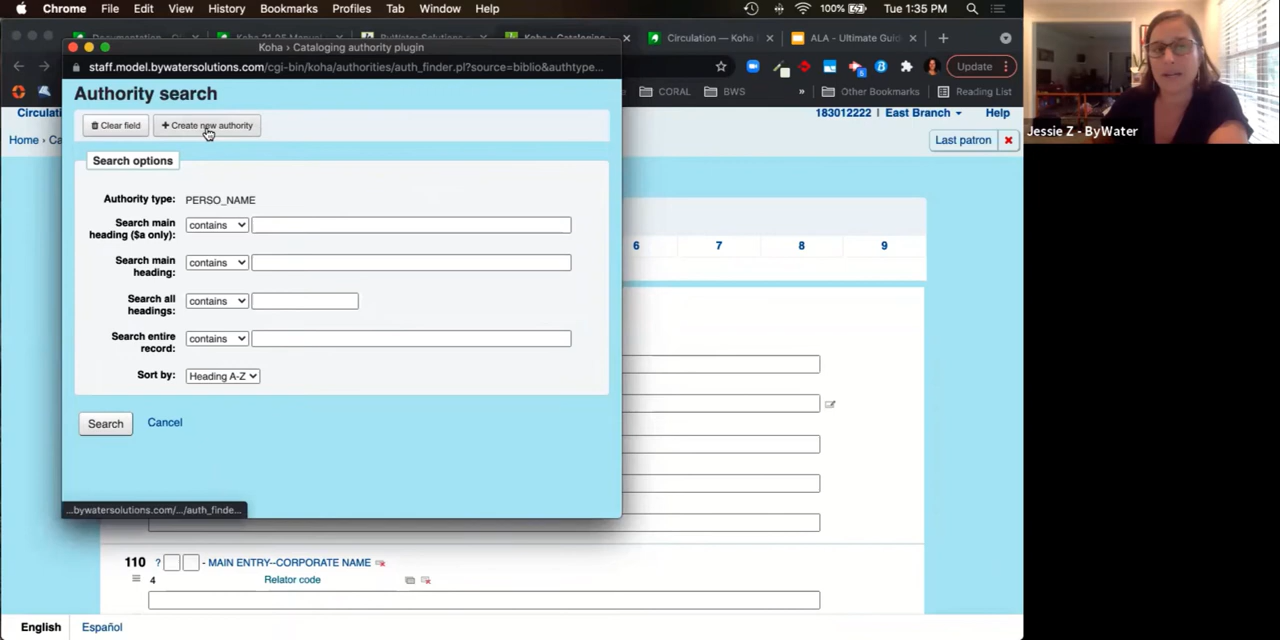 Chrome File Edit View History Bookmarks Profiles Tab Window Help 100% Tue 1:35 PM
Koha › Cataloging authority plugin
Circulation — Koha
ALA - Ultimate Gui
staff.model.bywatersolutions.com/cgi-bin/koha/authorities/auth_finder.pl?source=biblio&authtype...
Update
CORAL BWS » Other Bookmarks Reading List
Authority search
Circulati 183012222 East Branch Help
Clear field + Create new authority
Home › Ca Last patron
Jessie Z - ByWater
Search options
Authority type: PERSO_NAME
Search main heading ($a only): contains
Search main heading: contains
Search all headings: contains
Search entire record: contains
Sort by: Heading A-Z
6 7 8 9
Search Cancel
...bywatersolutions.com/.../auth_finde...
110 ? - MAIN ENTRY--CORPORATE NAME
4 Relator code
English Español